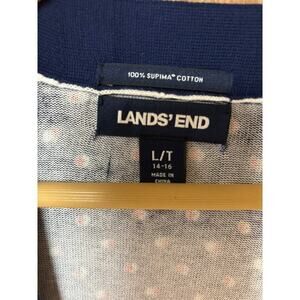 100% SUPIMA® COTTON
LANDS' END
L/T
14-16
MADE IN
CHINA